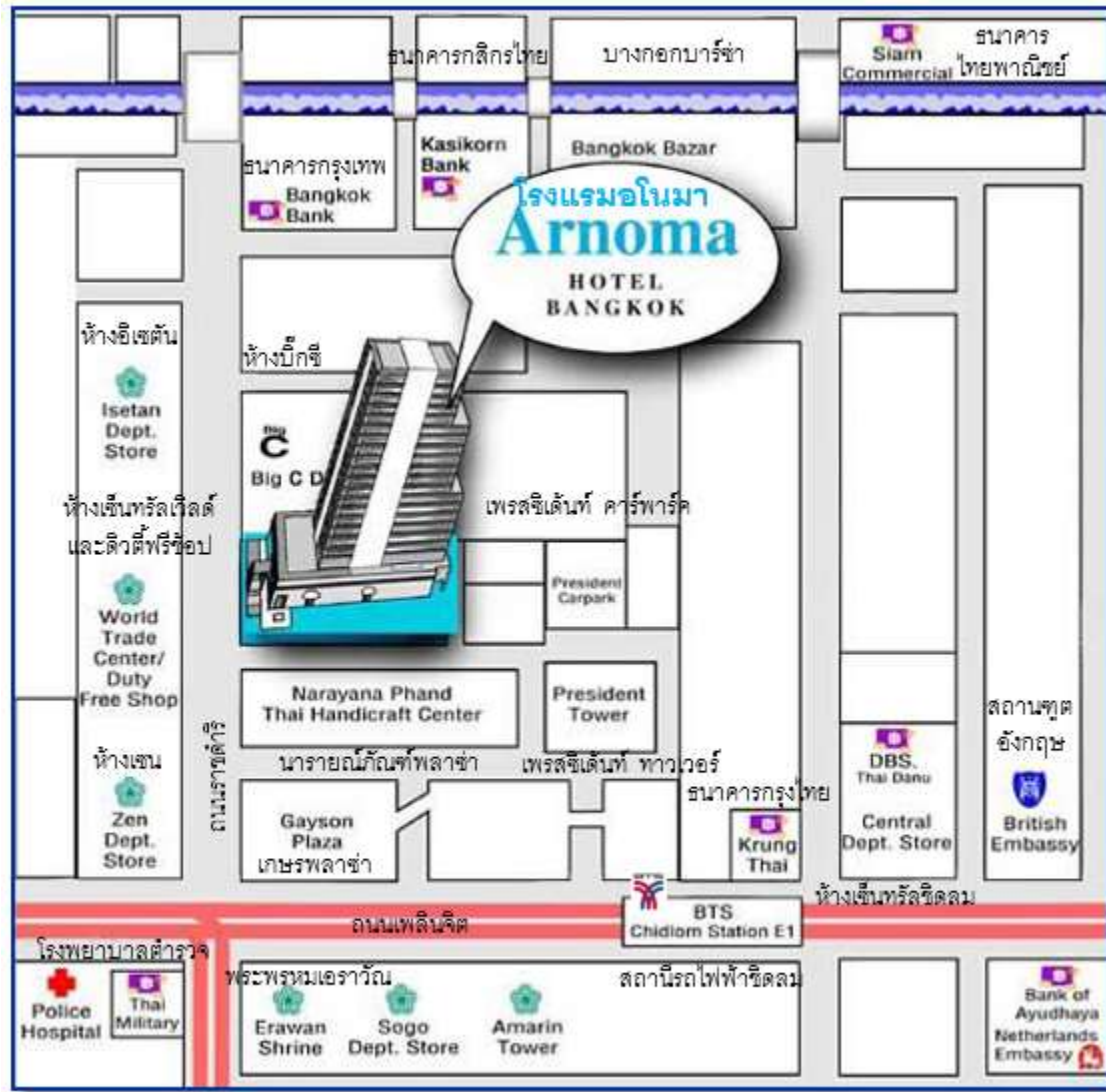 ธนาคารกสิกรไทย
บางกอกบาร์ซ่า
Siam
Commercial
ธนาคาร
ไทยพาณิชย์
ธนาคารกรุงเทพ
Bangkok
Bank
Kasikorn
Bank
Bangkok Bazar
โรงแรมอโนมา
Arnoma
HOTEL
BANGKOK
ห้างอิเซตัน
Isetan
Dept.
Store
ห้างบิ๊กซี
Big
C
Big C D
ห้างเซ็นทรัลเวิลด์
และดิวตี้ฟรีช้อป
World
Trade
Center/
Duty
Free Shop
เพรสซิเด้นท์ คาร์พาร์ค
President
Carpark
Narayana Phand
Thai Handicraft Center
President
Tower
นารายณ์ภัณฑ์พลาซ่า
เพรสซิเด้นท์ ทาวเวอร์
ห้างเซน
Zen
Dept.
Store
ถนนราชดำริ
Gayson
Plaza
เกษรพลาซ่า
ธนาคารกรุงไทย
Krung
Thai
DBS.
Thai Danu
Central
Dept. Store
ห้างเซ็นทรัลชิดลม
สถานฑูต
อังกฤษ
British
Embassy
ถนนเพลินจิต
BTS
BTS
Chidlom Station E1
สถานีรถไฟฟ้าชิดลม
โรงพยาบาลตำรวจ
Police
Hospital
Thai
Military
พระพรหมเอราวัณ
Erawan
Shrine
Sogo
Dept. Store
Amarin
Tower
Bank of
Ayudhaya
Netherlands
Embassy